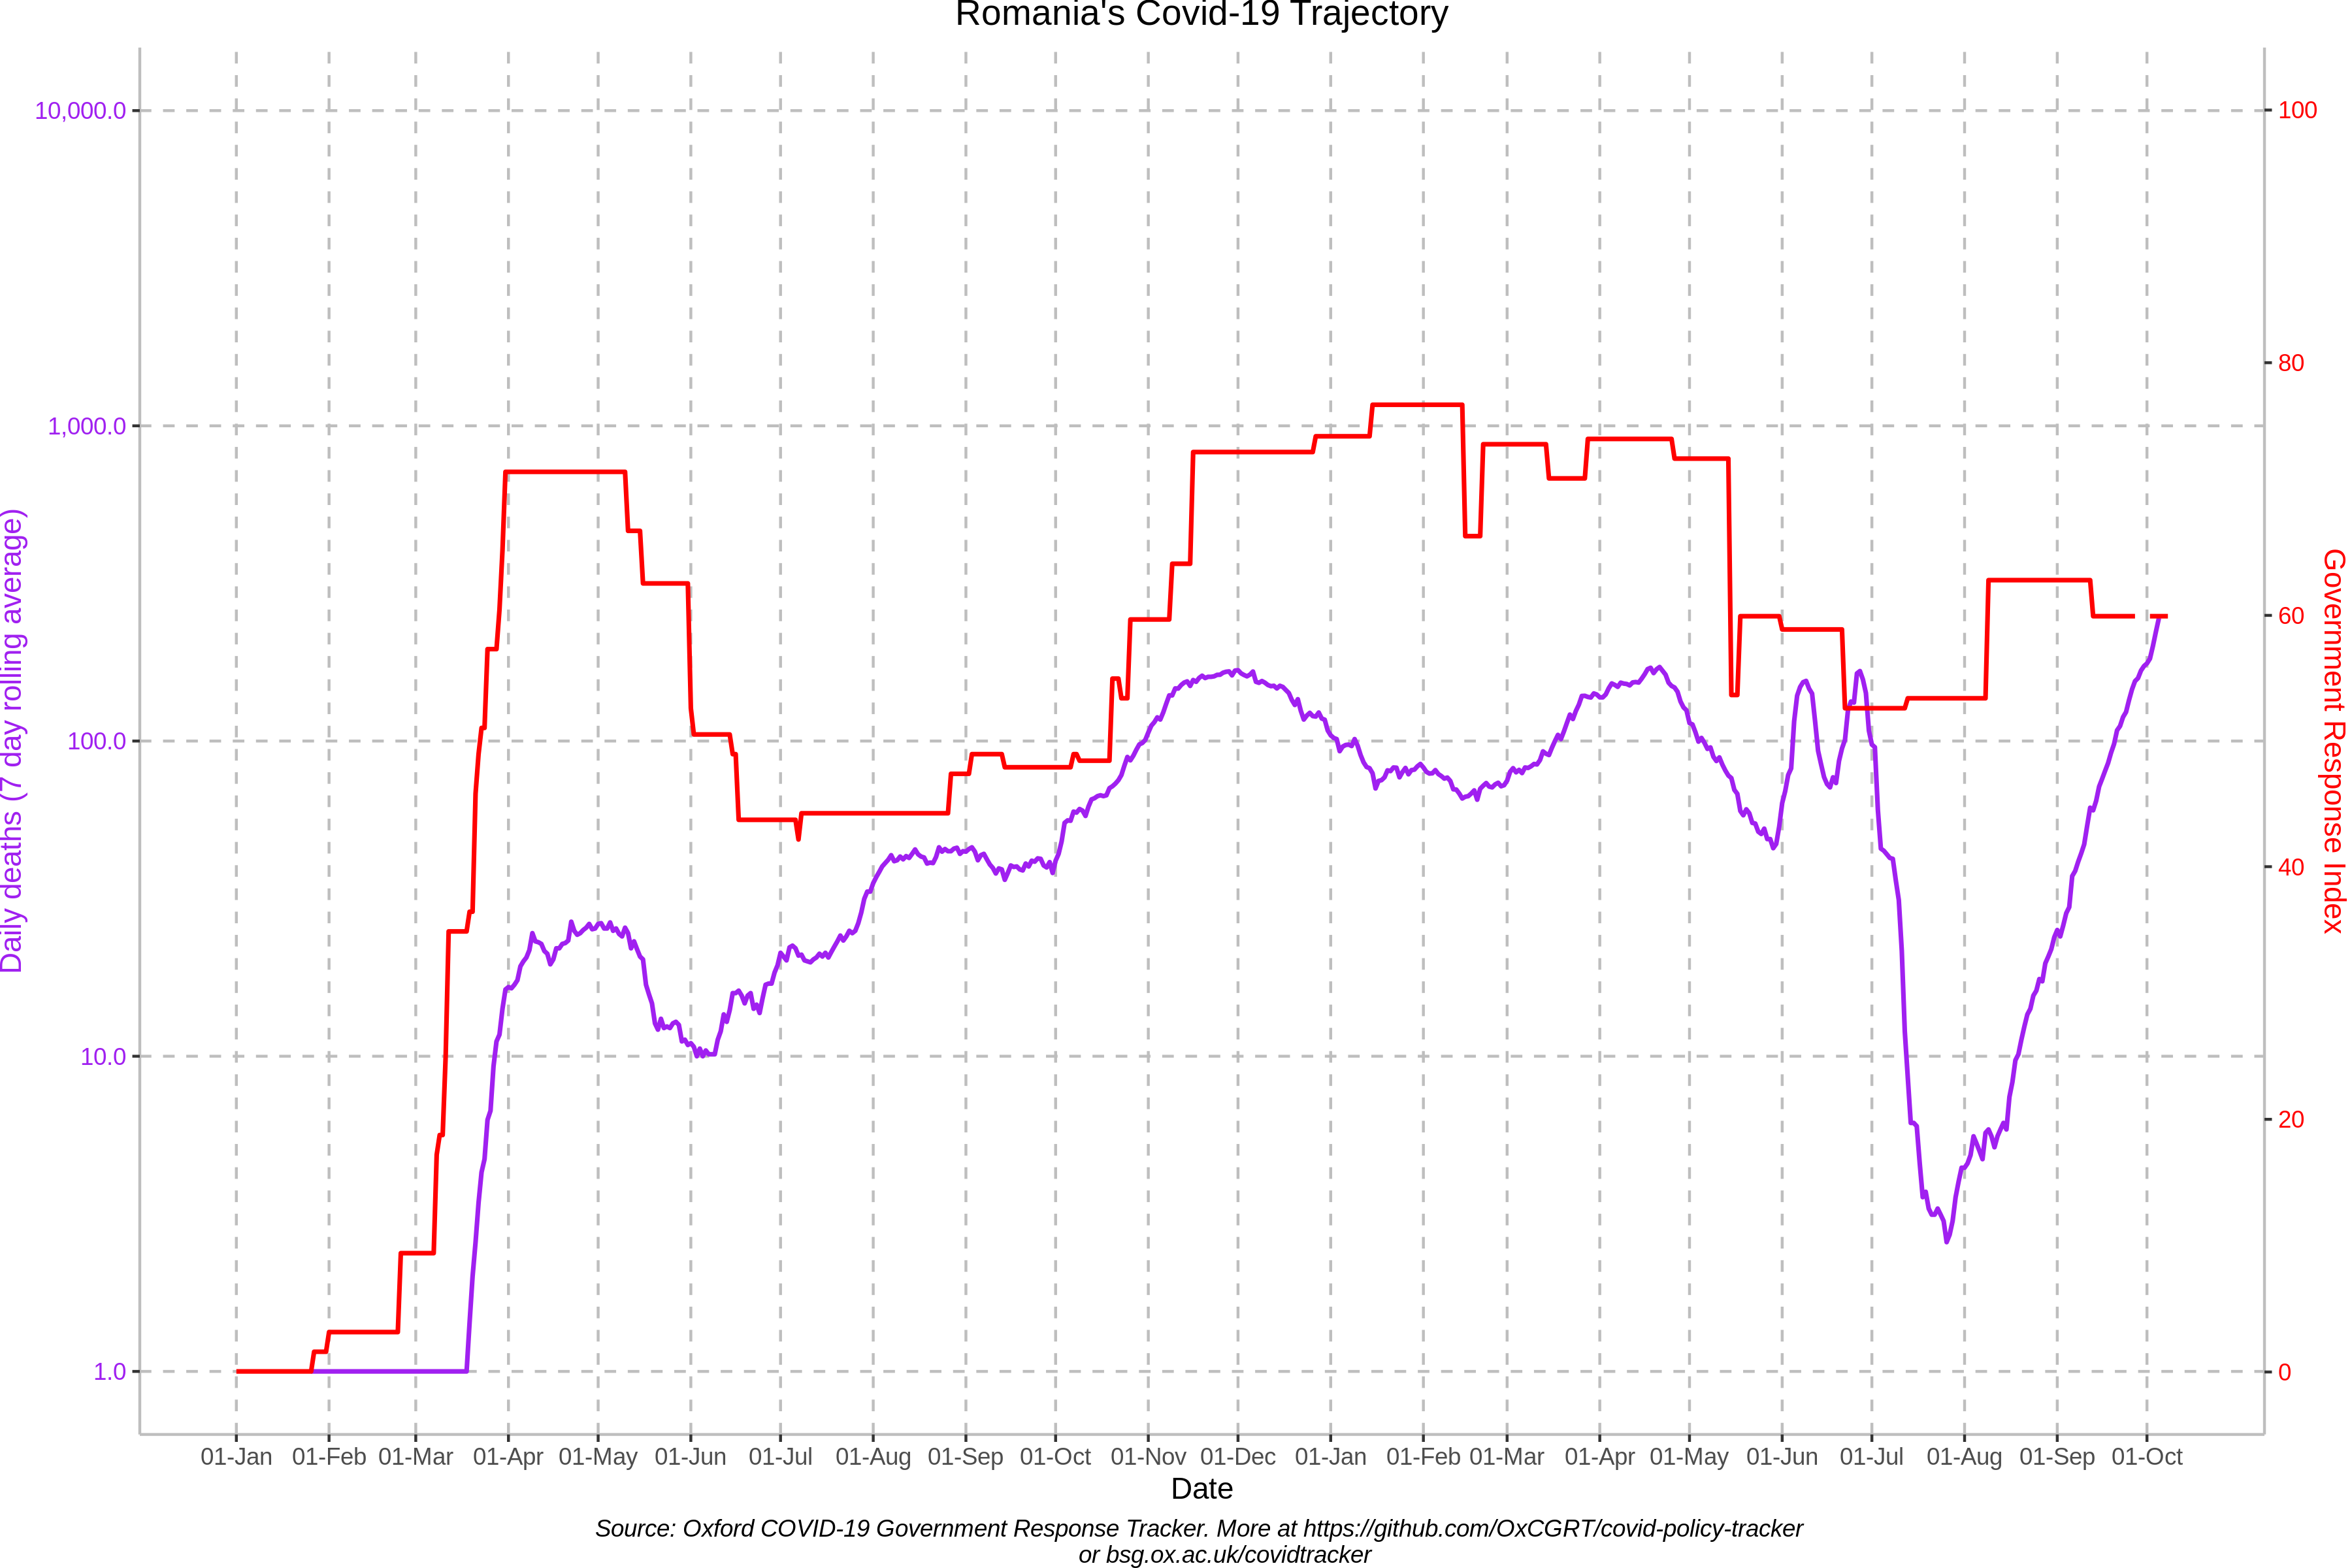 Romania's Covid-19 Trajectory
10,000.0
1,000.0
100.0
10.0
1.0
Daily deaths (7 day rolling average)
100
80
60
40
20
0
Government Response Index
01-Jan 01-Feb 01-Mar 01-Apr 01-May 01-Jun 01-Jul 01-Aug 01-Sep 01-Oct 01-Nov 01-Dec 01-Jan 01-Feb 01-Mar 01-Apr 01-May 01-Jun 01-Jul 01-Aug 01-Sep 01-Oct
Date
Source: Oxford COVID-19 Government Response Tracker. More at https://github.com/OxCGRT/covid-policy-tracker
or bsg.ox.ac.uk/covidtracker